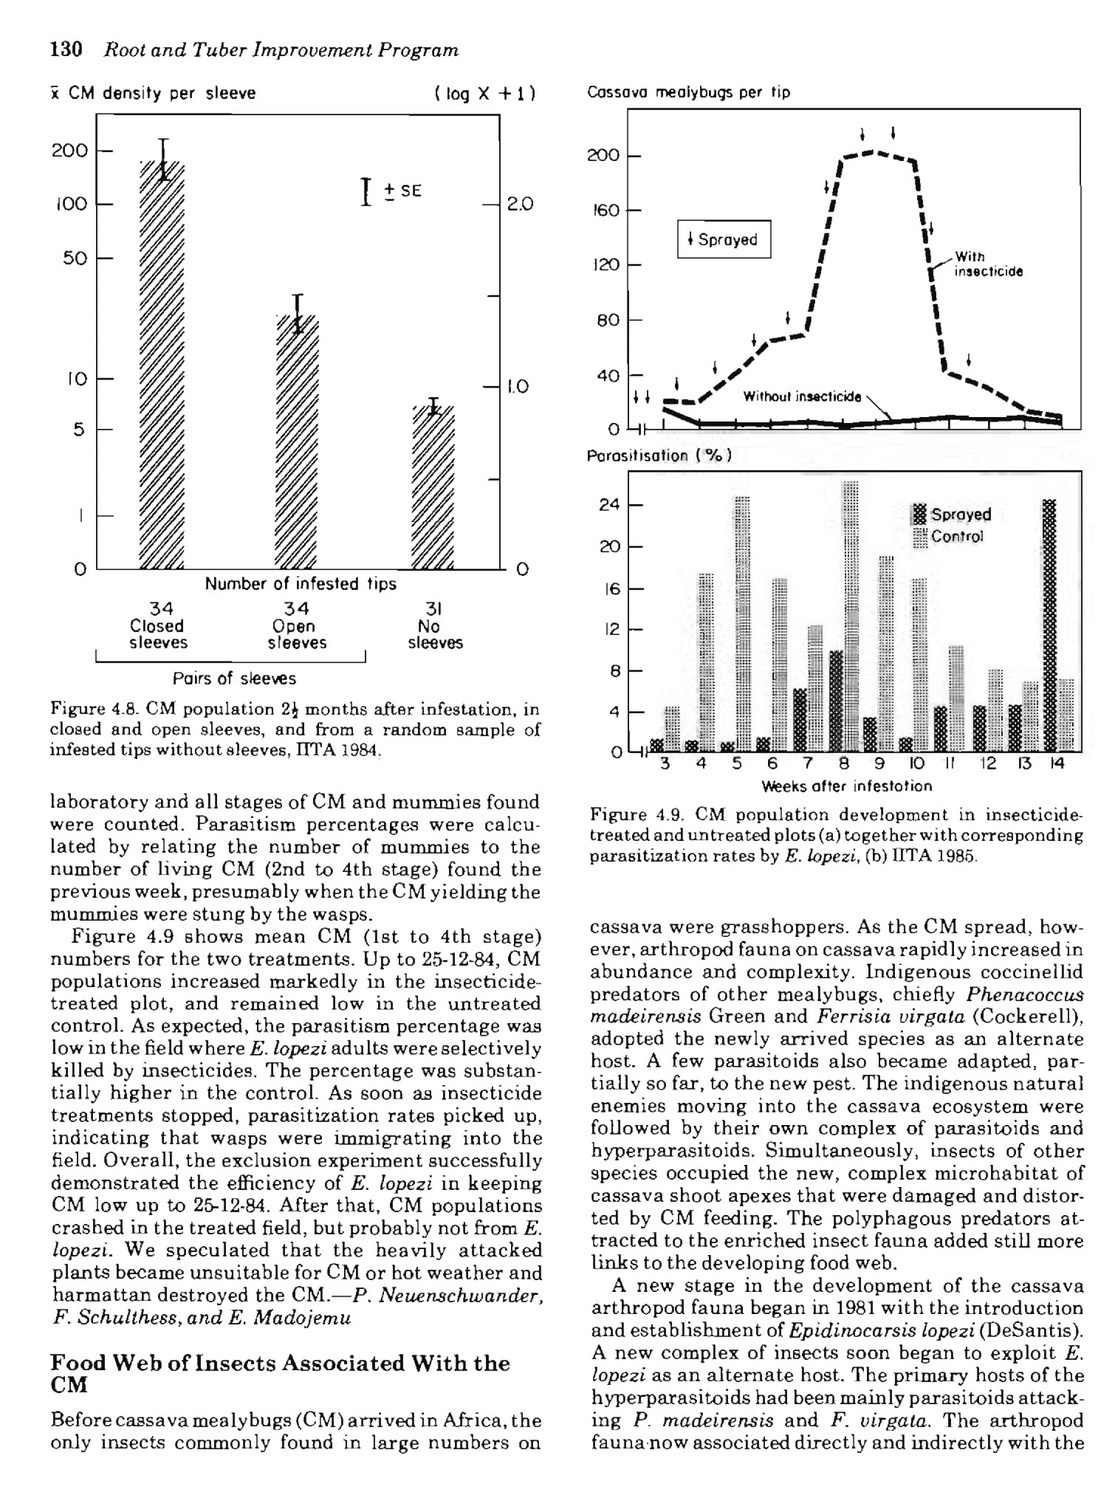 130 Root and Tuber Improvement Program
x̄ CM density per sleeve (log X + 1)
200
100
50
10
5
1
0
± SE
2.0
1.0
0
Number of infested tips
34 34 31
Closed Open No
sleeves sleeves sleeves
Pairs of sleeves
Figure 4.8. CM population 2½ months after infestation, in
closed and open sleeves, and from a random sample of
infested tips without sleeves, IITA 1984.
laboratory and all stages of CM and mummies found
were counted. Parasitism percentages were calcu-
lated by relating the number of mummies to the
number of living CM (2nd to 4th stage) found the
previous week, presumably when the CM yielding the
mummies were stung by the wasps.
Figure 4.9 shows mean CM (1st to 4th stage)
numbers for the two treatments. Up to 25-12-84, CM
populations increased markedly in the insecticide-
treated plot, and remained low in the untreated
control. As expected, the parasitism percentage was
low in the field where E. lopezi adults were selectively
killed by insecticides. The percentage was substan-
tially higher in the control. As soon as insecticide
treatments stopped, parasitization rates picked up,
indicating that wasps were immigrating into the
field. Overall, the exclusion experiment successfully
demonstrated the efficiency of E. lopezi in keeping
CM low up to 25-12-84. After that, CM populations
crashed in the treated field, but probably not from E.
lopezi. We speculated that the heavily attacked
plants became unsuitable for CM or hot weather and
harmattan destroyed the CM.—P. Neuenschwander,
F. Schulthess, and E. Madojemu
Food Web of Insects Associated With the
CM
Before cassava mealybugs (CM) arrived in Africa, the
only insects commonly found in large numbers on
Cassava mealybugs per tip
200
160
120
80
40
0
↓ Sprayed
With
insecticide
Without insecticide
Parasitisation (%)
24
20
16
12
8
4
0
Sprayed
Control
3 4 5 6 7 8 9 10 11 12 13 14
Weeks after infestation
Figure 4.9. CM population development in insecticide-
treated and untreated plots (a) together with corresponding
parasitization rates by E. lopezi, (b) IITA 1985.
cassava were grasshoppers. As the CM spread, how-
ever, arthropod fauna on cassava rapidly increased in
abundance and complexity. Indigenous coccinellid
predators of other mealybugs, chiefly Phenacoccus
madeirensis Green and Ferrisia virgata (Cockerell),
adopted the newly arrived species as an alternate
host. A few parasitoids also became adapted, par-
tially so far, to the new pest. The indigenous natural
enemies moving into the cassava ecosystem were
followed by their own complex of parasitoids and
hyperparasitoids. Simultaneously, insects of other
species occupied the new, complex microhabitat of
cassava shoot apexes that were damaged and distor-
ted by CM feeding. The polyphagous predators at-
tracted to the enriched insect fauna added still more
links to the developing food web.
A new stage in the development of the cassava
arthropod fauna began in 1981 with the introduction
and establishment of Epidinocarsis lopezi (DeSantis).
A new complex of insects soon began to exploit E.
lopezi as an alternate host. The primary hosts of the
hyperparasitoids had been mainly parasitoids attack-
ing P. madeirensis and F. virgata. The arthropod
fauna now associated directly and indirectly with the